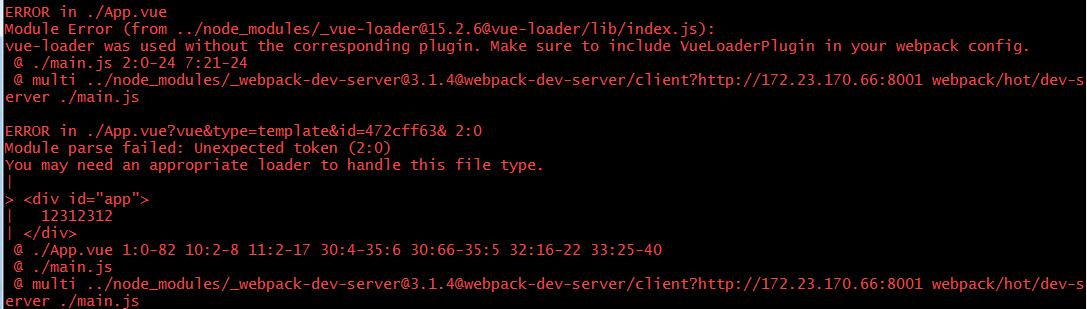 ERROR in ./App.vue
Module Error (from ../node_modules/_vue-loader@15.2.6@vue-loader/lib/index.js):
vue-loader was used without the corresponding plugin. Make sure to include VueLoaderPlugin in your webpack config.
 @ ./main.js 2:0-24 7:21-24
 @ multi ../node_modules/_webpack-dev-server@3.1.4@webpack-dev-server/client?http://172.23.170.66:8001 webpack/hot/dev-s
erver ./main.js
ERROR in ./App.vue?vue&type=template&id=472cff63& 2:0
Module parse failed: Unexpected token (2:0)
You may need an appropriate loader to handle this file type.
|
> <div id="app">
|   12312312
| </div>
 @ ./App.vue 1:0-82 10:2-8 11:2-17 30:4-35:6 30:66-35:5 32:16-22 33:25-40
 @ ./main.js
 @ multi ../node_modules/_webpack-dev-server@3.1.4@webpack-dev-server/client?http://172.23.170.66:8001 webpack/hot/dev-s
erver ./main.js